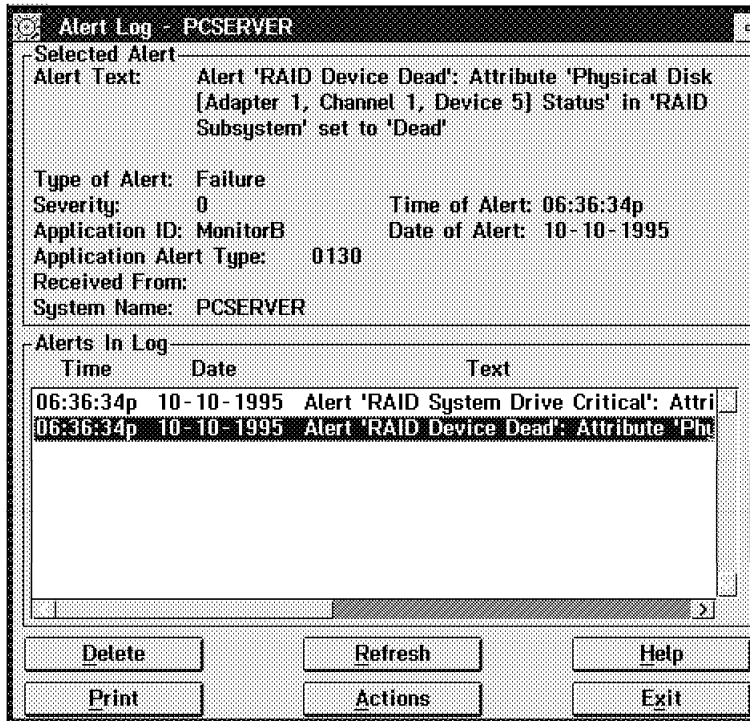 Alert Log - PCSERVER
Selected Alert
Alert Text: Alert 'RAID Device Dead': Attribute 'Physical Disk
[Adapter 1, Channel 1, Device 5] Status' in 'RAID
Subsystem' set to 'Dead'
Type of Alert: Failure
Severity: 0 Time of Alert: 06:36:34p
Application ID: MonitorB Date of Alert: 10-10-1995
Application Alert Type: 0130
Received From:
System Name: PCSERVER
Alerts In Log
Time Date Text
06:36:34p 10-10-1995 Alert 'RAID System Drive Critical': Attri
06:36:34p 10-10-1995 Alert 'RAID Device Dead': Attribute 'Phy
Delete Refresh Help
Print Actions Exit